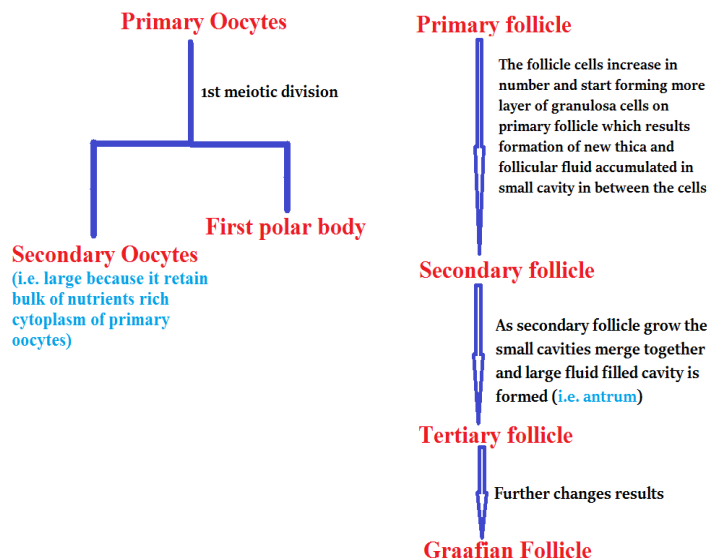 Primary Oocytes
1st meiotic division
First polar body
Secondary Oocytes
(i.e. large because it retain
bulk of nutrients rich
cytoplasm of primary
oocytes)
Primary follicle
The follicle cells increase in
number and start forming more
layer of granulosa cells on
primary follicle which results
formation of new thica and
follicular fluid accumulated in
small cavity in between the cells
Secondary follicle
As secondary follicle grow the
small cavities merge together
and large fluid filled cavity is
formed (i.e. antrum)
Tertiary follicle
Further changes results
Graafian Follicle